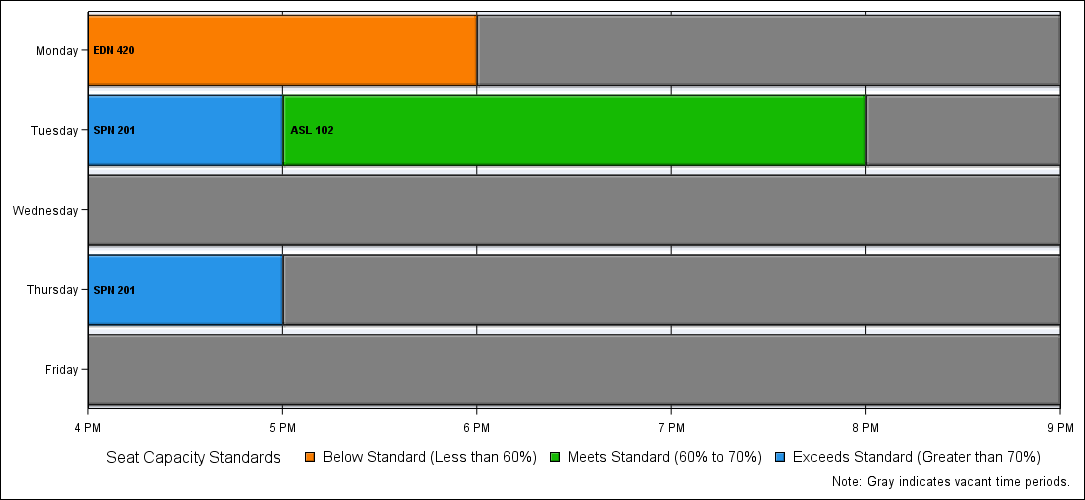 Monday
EDN 420
Tuesday
SPN 201
ASL 102
Wednesday
Thursday
SPN 201
Friday
4 PM 5 PM 6 PM 7 PM 8 PM 9 PM
Seat Capacity Standards Below Standard (Less than 60%) Meets Standard (60% to 70%) Exceeds Standard (Greater than 70%)
Note: Gray indicates vacant time periods.